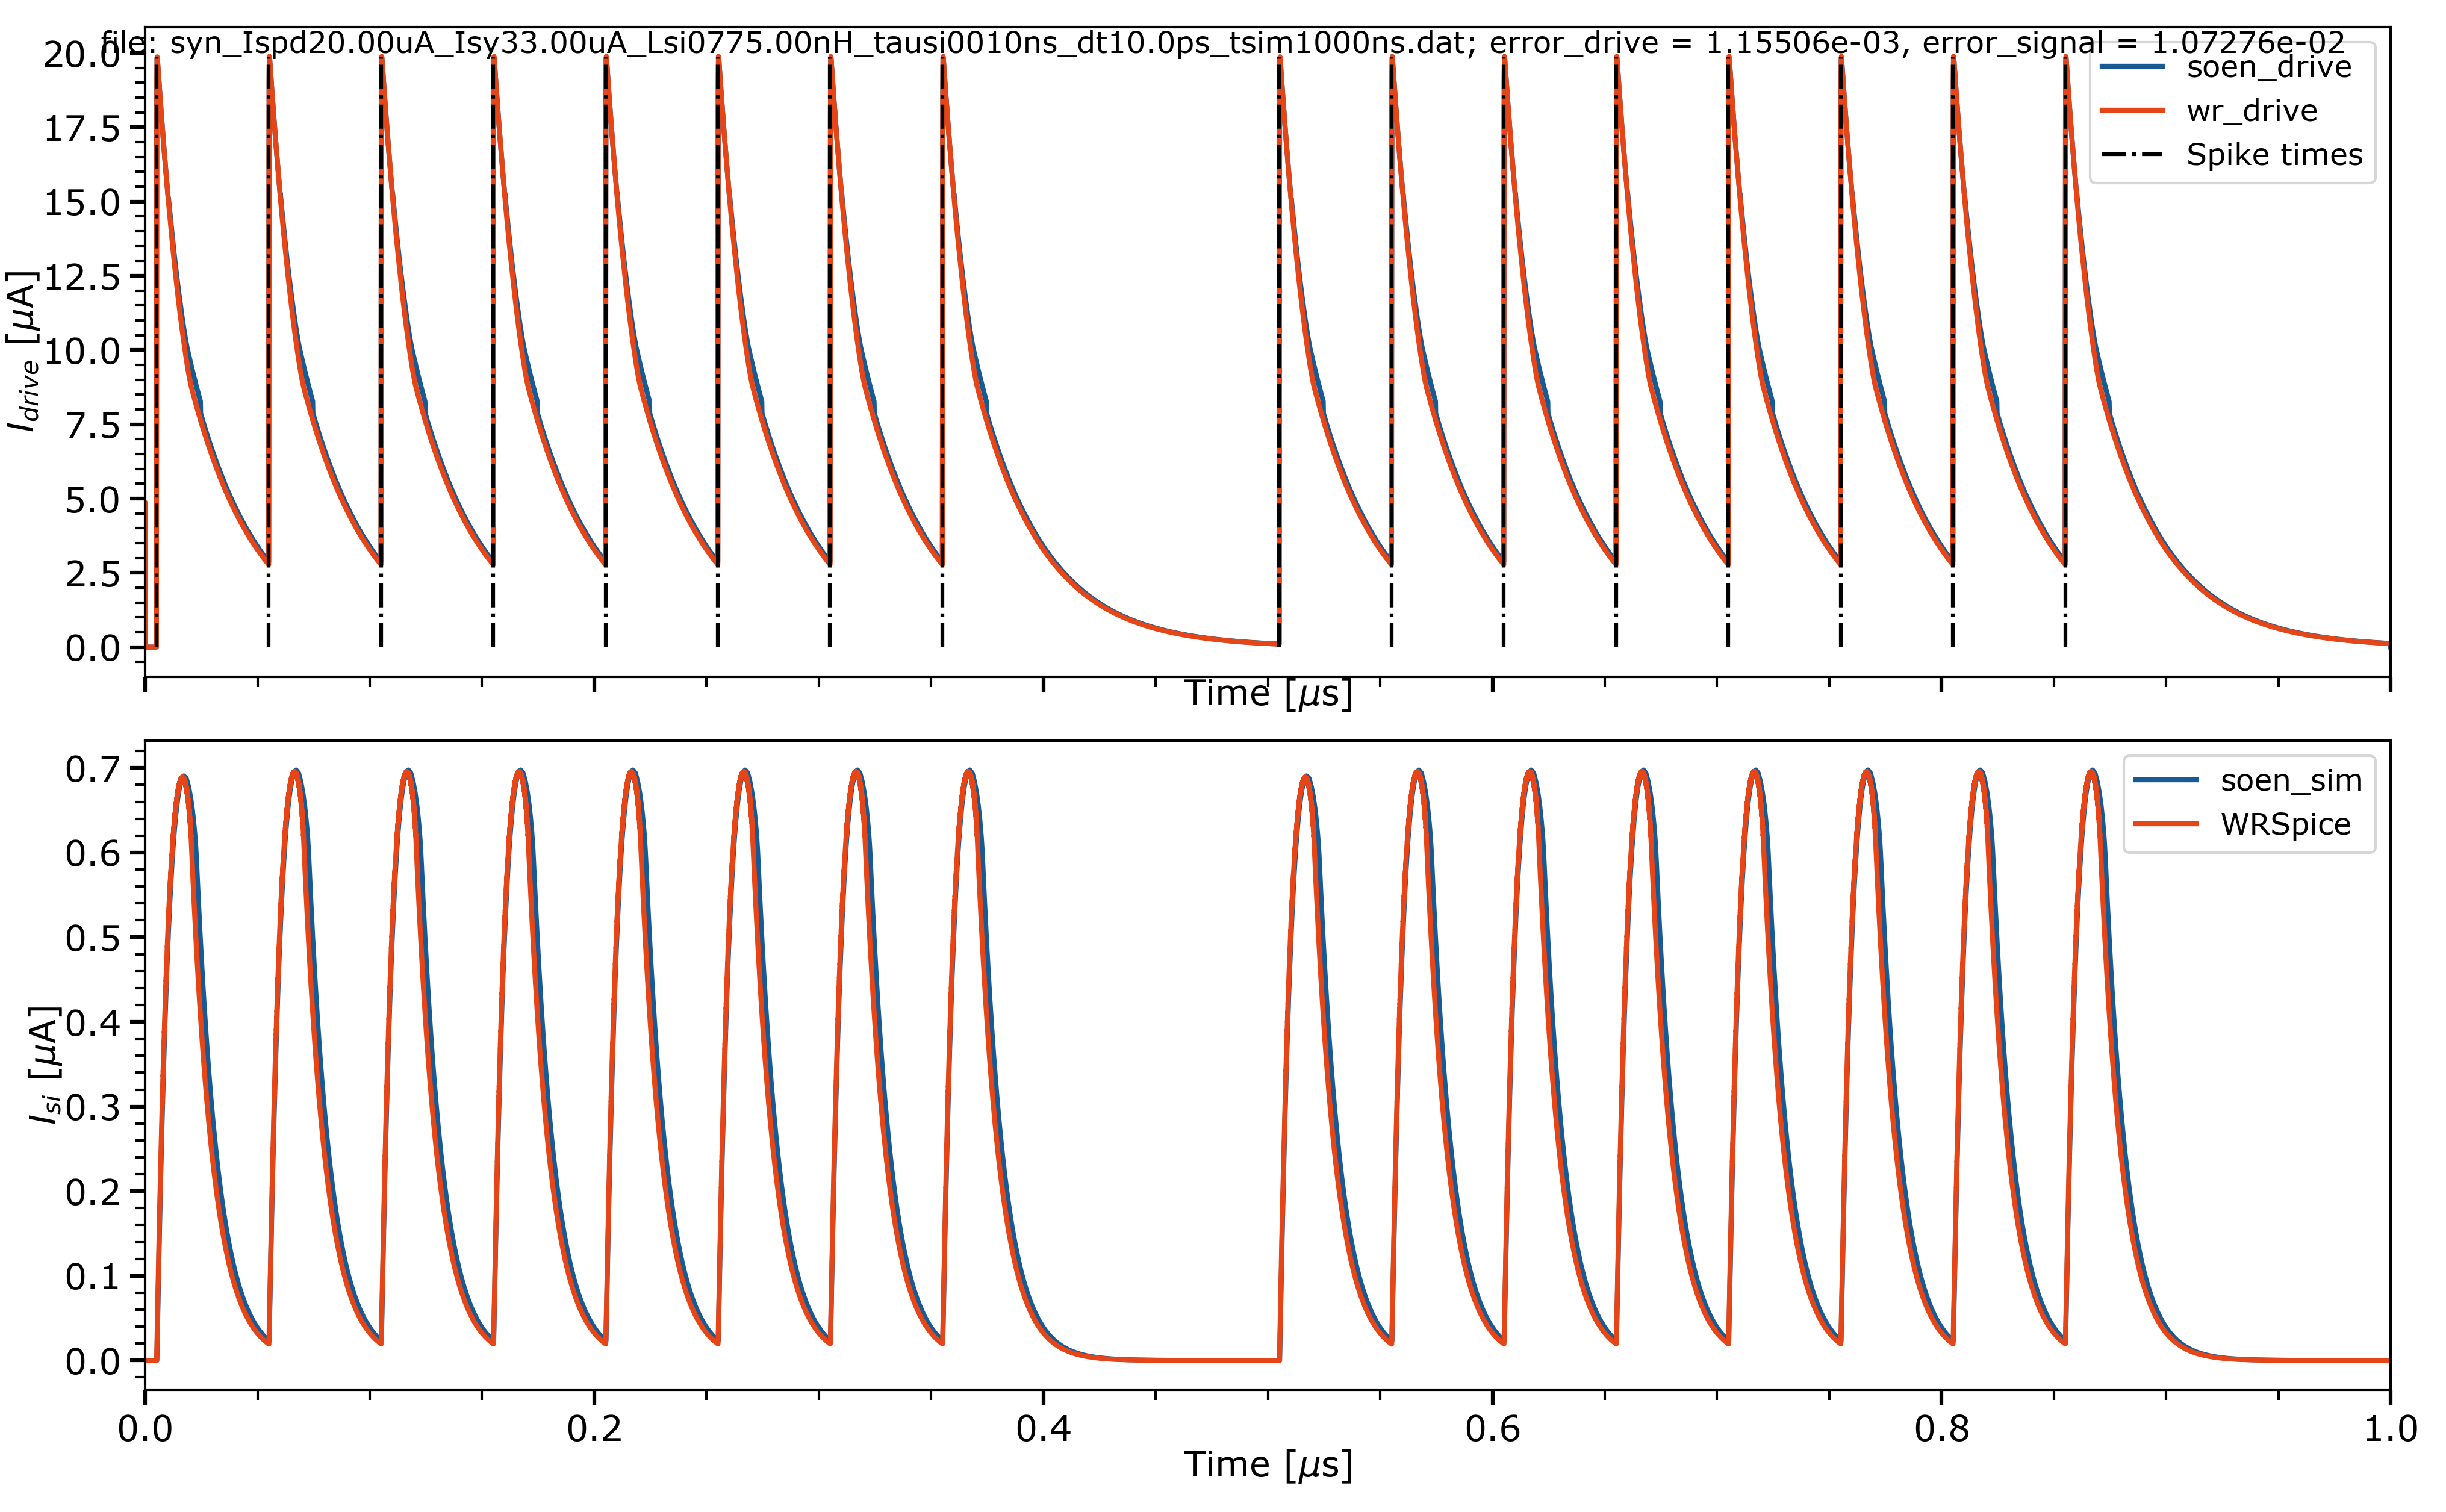 file: syn_Ispd20.00uA_Isy33.00uA_Lsi0775.00nH_tausi0010ns_dt10.0ps_tsim1000ns.dat; error_drive = 1.15506e-03, error_signal = 1.07276e-02
20.0
17.5
15.0
12.5
10.0
7.5
5.0
2.5
0.0
I_drive [μA]
soen_drive
wr_drive
Spike times
Time [μs]
0.7
0.6
0.5
0.4
0.3
0.2
0.1
0.0
I_si [μA]
soen_sim
WRSpice
0.0 0.2 0.4 0.6 0.8 1.0
Time [μs]